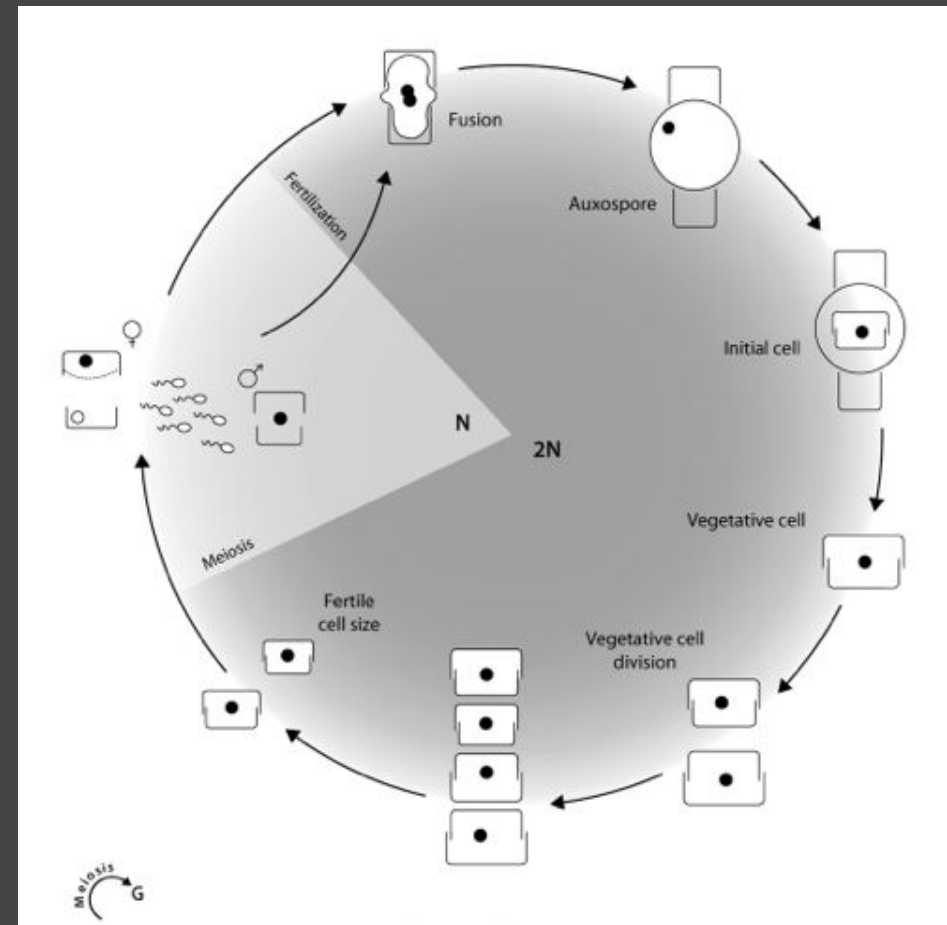 Fusion
Auxospore
Fertilization
Initial cell
♀
♂
N
2N
Vegetative cell
Meiosis
Fertile
cell size
Vegetative cell
division
Meiosis
G